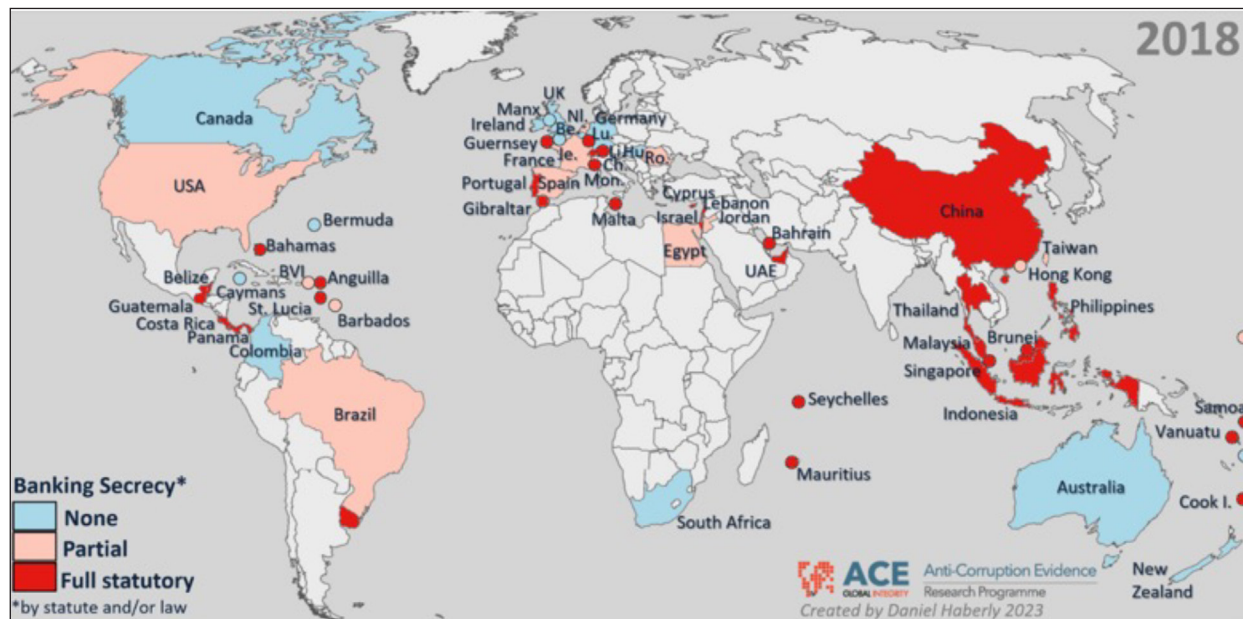 2018
Canada
USA
Bermuda
Bahamas
Belize
BVI
Anguilla
Caymans
Guatemala
St. Lucia
Costa Rica
Barbados
Panama
Colombia
Brazil
UK
Manx
Nl.
Germany
Ireland
Be.
Lu.
Guernsey
Je.
Li
Hu
Ro.
France
Ch.
Portugal
Spain
Mon.
Gibraltar
Malta
Cyprus
Lebanon
Israel
Jordan
Egypt
Bahrain
UAE
China
Taiwan
Hong Kong
Thailand
Philippines
Malaysia
Brunei
Singapore
Indonesia
Seychelles
Mauritius
Samoa
Vanuatu
Cook I.
Australia
South Africa
New
Zealand
Banking Secrecy*
None
Partial
Full statutory
*by statute and/or law
ACE
GLOBAL INTEGRITY
Anti-Corruption Evidence
Research Programme
Created by Daniel Haberly 2023